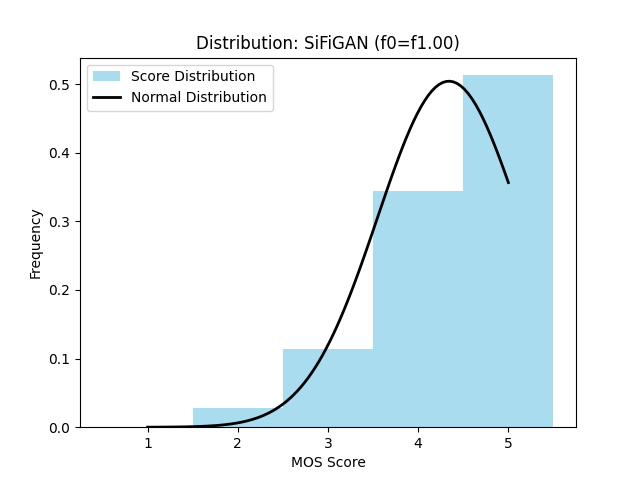 Distribution: SiFiGAN (f0=f1.00)
Score Distribution
Normal Distribution
Frequency
0.5
0.4
0.3
0.2
0.1
0.0
1 2 3 4 5
MOS Score